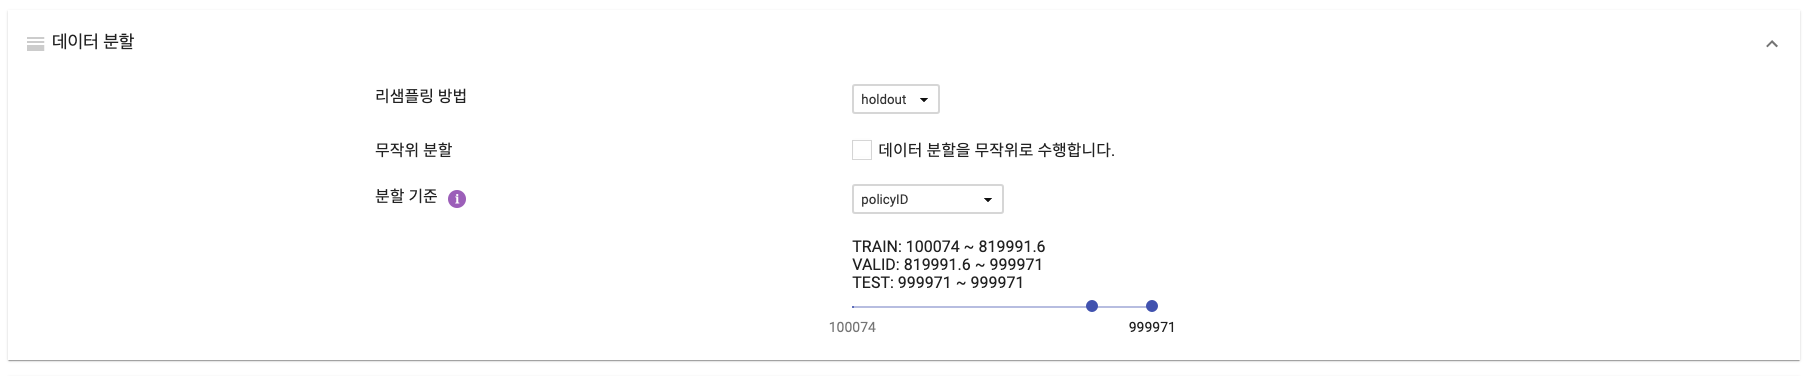 데이터 분할
리샘플링 방법
holdout
무작위 분할
데이터 분할을 무작위로 수행합니다.
분할 기준 i
policyID
TRAIN: 100074 ~ 819991.6
VALID: 819991.6 ~ 999971
TEST: 999971 ~ 999971
100074
999971